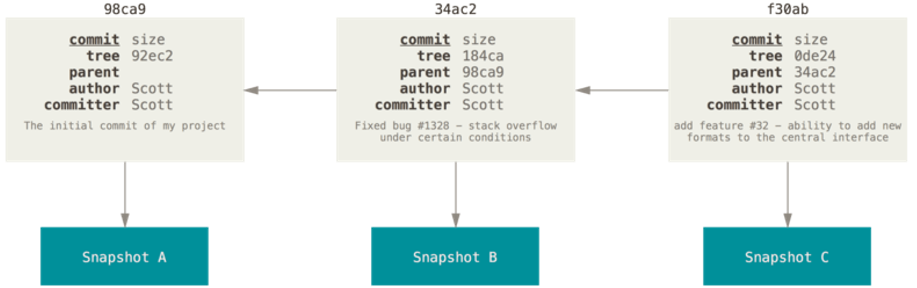 98ca9
commit size
tree 92ec2
parent
author Scott
committer Scott
The initial commit of my project
Snapshot A
34ac2
commit size
tree 184ca
parent 98ca9
author Scott
committer Scott
Fixed bug #1328 – stack overflow
under certain conditions
Snapshot B
f30ab
commit size
tree 0de24
parent 34ac2
author Scott
committer Scott
add feature #32 – ability to add new
formats to the central interface
Snapshot C